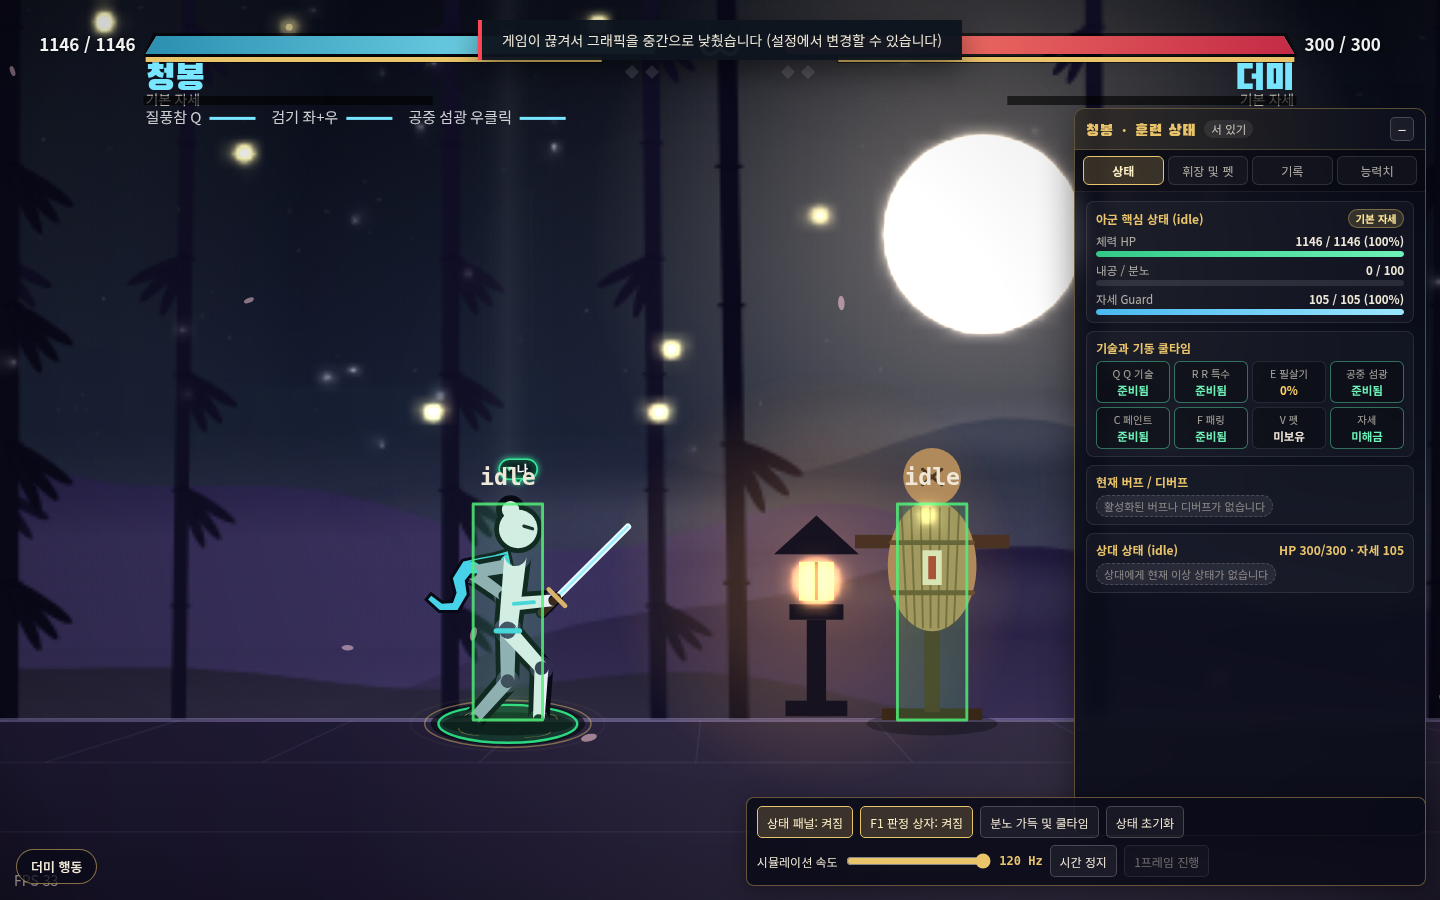 게임이 끊겨서 그래픽을 중간으로 낮췄습니다 (설정에서 변경할 수 있습니다)
1146 / 1146
300 / 300
청봉
더미
기본 자세
기본 자세
질풍참 Q 검기 좌+우 공중 섬광 우클릭
청봉 · 훈련 상태 서 있기 –
상태 휘장 및 펫 기록 능력치
아군 핵심 상태 (idle) 기본 자세
체력 HP 1146 / 1146 (100%)
내공 / 분노 0 / 100
자세 Guard 105 / 105 (100%)
기술과 기동 쿨타임
Q Q 기술 R R 특수 E 필살기 공중 섬광
준비됨 준비됨 0% 준비됨
C 페인트 F 패링 V 펫 자세
준비됨 준비됨 미보유 미해금
현재 버프 / 디버프
활성화된 버프나 디버프가 없습니다
상대 상태 (idle) HP 300/300 · 자세 105
상대에게 현재 이상 상태가 없습니다
나
idle
idle
상태 패널: 켜짐 F1 판정 상자: 켜짐 분노 가득 및 쿨타임 상태 초기화
시뮬레이션 속도 120 Hz 시간 정지 1프레임 진행
더미 행동
FPS 33